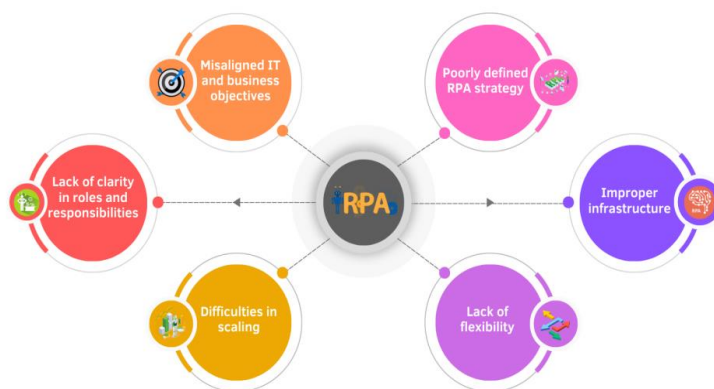 Misaligned IT
and business
objectives
Poorly defined
RPA strategy
Lack of clarity
in roles and
responsibilities
RPA
Improper
infrastructure
Difficulties in
scaling
Lack of
flexibility